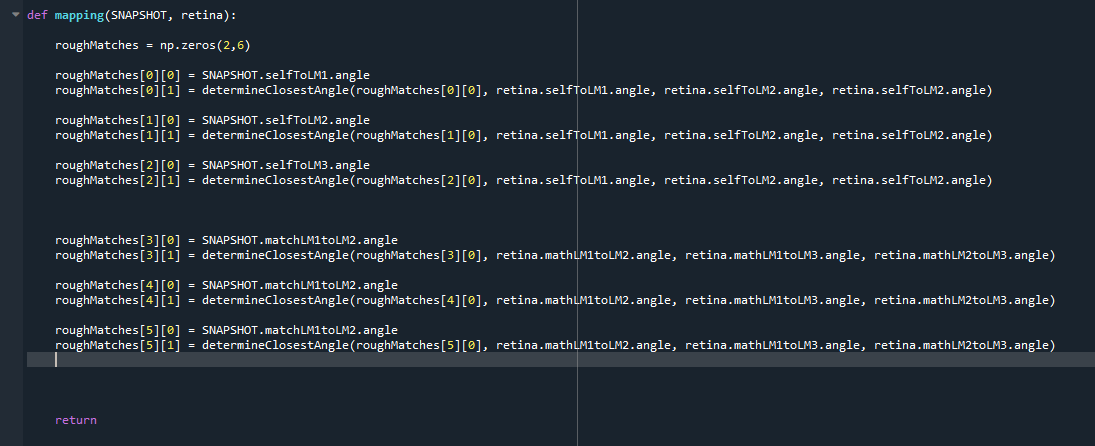 def mapping(SNAPSHOT, retina):
roughMatches = np.zeros(2,6)
roughMatches[0][0] = SNAPSHOT.selfToLM1.angle
roughMatches[0][1] = determineClosestAngle(roughMatches[0][0], retina.selfToLM1.angle, retina.selfToLM2.angle, retina.selfToLM2.angle)
roughMatches[1][0] = SNAPSHOT.selfToLM2.angle
roughMatches[1][1] = determineClosestAngle(roughMatches[1][0], retina.selfToLM1.angle, retina.selfToLM2.angle, retina.selfToLM2.angle)
roughMatches[2][0] = SNAPSHOT.selfToLM3.angle
roughMatches[2][1] = determineClosestAngle(roughMatches[2][0], retina.selfToLM1.angle, retina.selfToLM2.angle, retina.selfToLM2.angle)
roughMatches[3][0] = SNAPSHOT.matchLM1toLM2.angle
roughMatches[3][1] = determineClosestAngle(roughMatches[3][0], retina.mathLM1toLM2.angle, retina.mathLM1toLM3.angle, retina.mathLM2toLM3.angle)
roughMatches[4][0] = SNAPSHOT.matchLM1toLM2.angle
roughMatches[4][1] = determineClosestAngle(roughMatches[4][0], retina.mathLM1toLM2.angle, retina.mathLM1toLM3.angle, retina.mathLM2toLM3.angle)
roughMatches[5][0] = SNAPSHOT.matchLM1toLM2.angle
roughMatches[5][1] = determineClosestAngle(roughMatches[5][0], retina.mathLM1toLM2.angle, retina.mathLM1toLM3.angle, retina.mathLM2toLM3.angle)
return